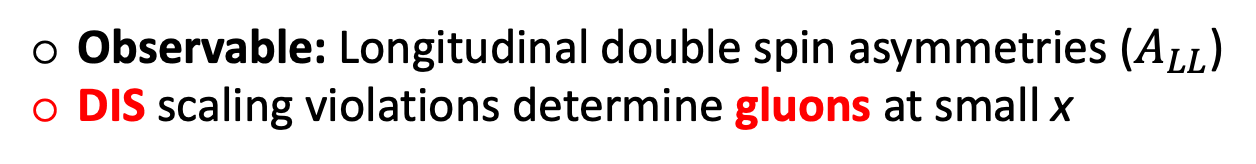 ○ Observable: Longitudinal double spin asymmetries (A_LL)
○ DIS scaling violations determine gluons at small x